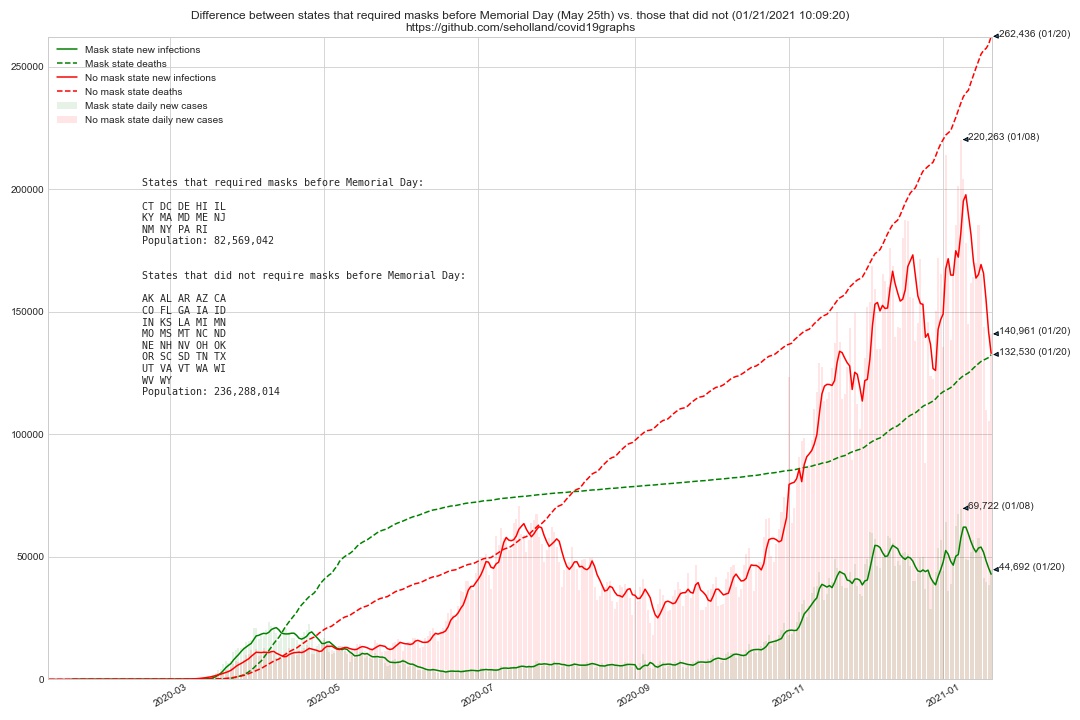 Difference between states that required masks before Memorial Day (May 25th) vs. those that did not (01/21/2021 10:09:20)
https://github.com/seholland/covid19graphs
Mask state new infections
Mask state deaths
No mask state new infections
No mask state deaths
Mask state daily new cases
No mask state daily new cases
States that required masks before Memorial Day:
CT DC DE HI IL
KY MA MD ME NJ
NM NY PA RI
Population: 82,569,042
States that did not require masks before Memorial Day:
AK AL AR AZ CA
CO FL GA IA ID
IN KS LA MI MN
MO MS MT NC ND
NE NH NV OH OK
OR SC SD TN TX
UT VA VT WA WI
WV WY
Population: 236,288,014
262,436 (01/20)
220,263 (01/08)
140,961 (01/20)
132,530 (01/20)
69,722 (01/08)
44,692 (01/20)
250000
200000
150000
100000
50000
0
2020-03
2020-05
2020-07
2020-09
2020-11
2021-01